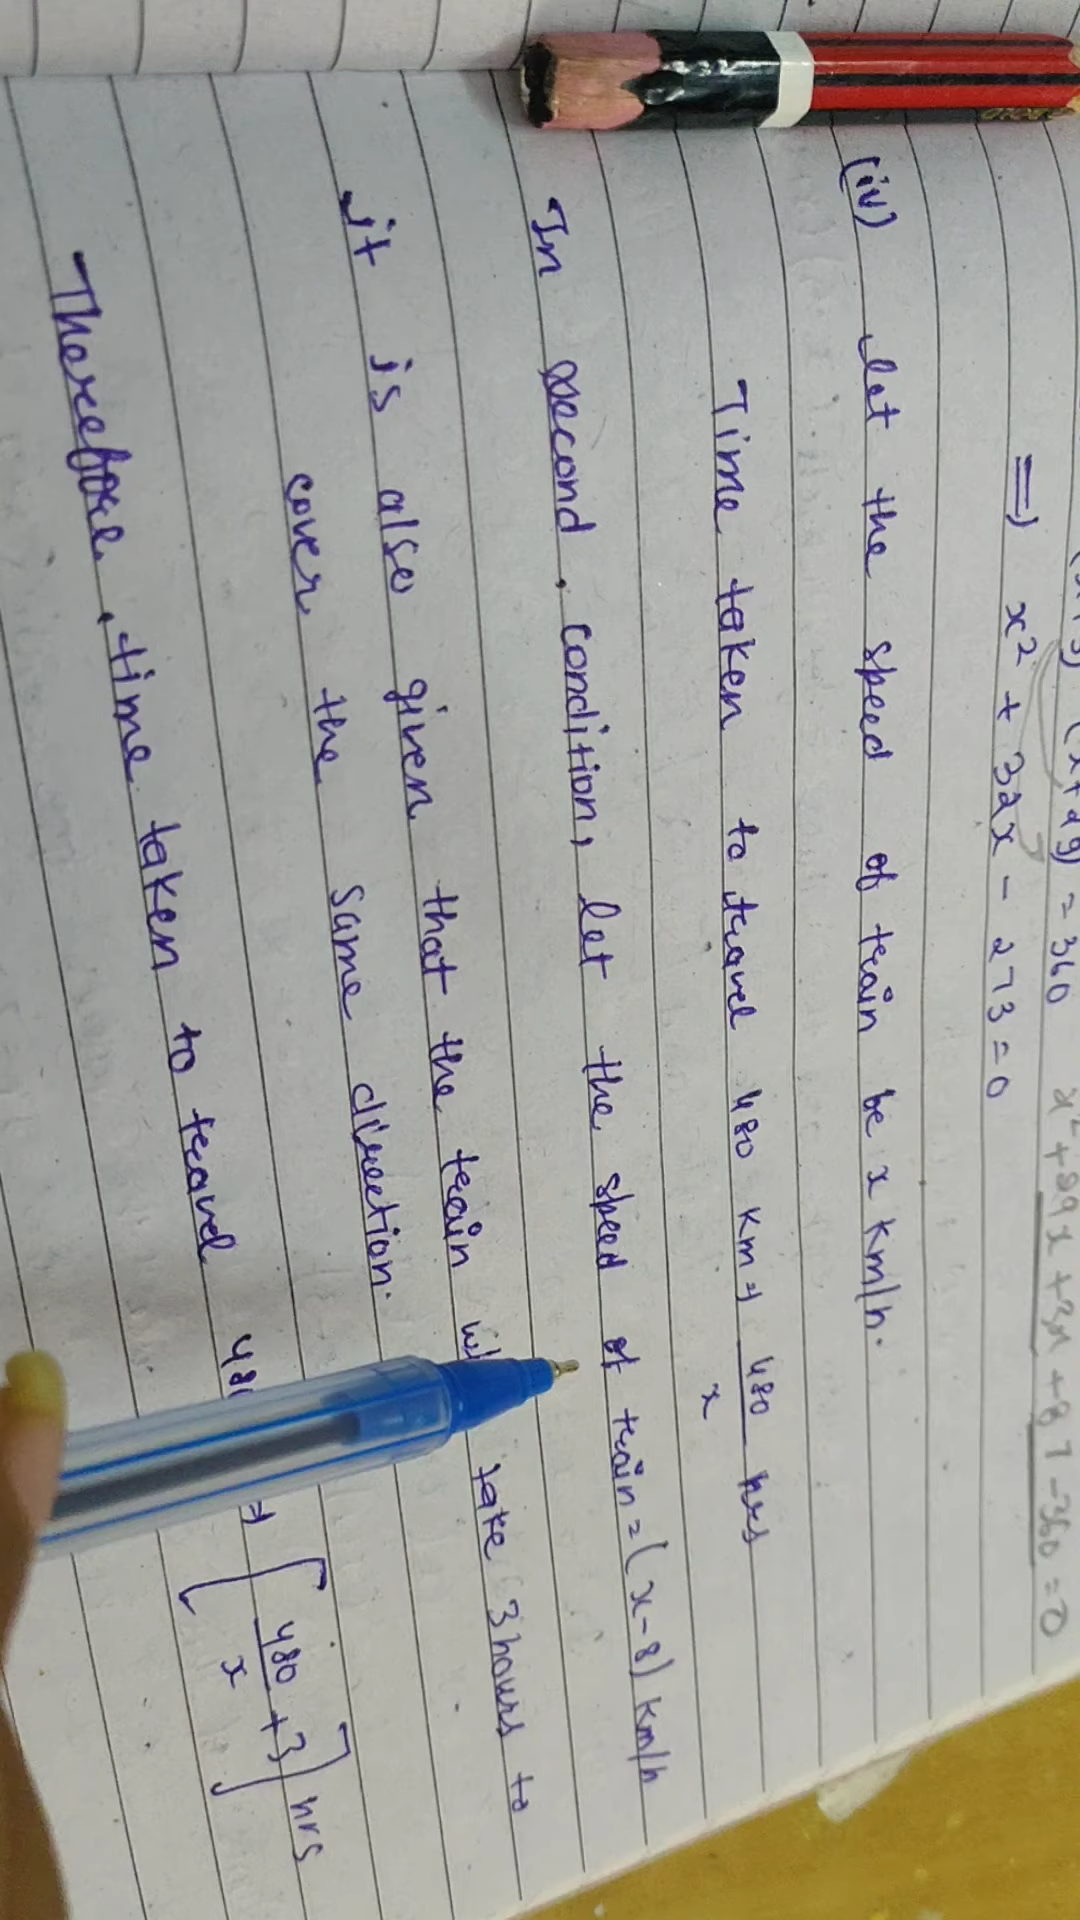 = 360 x² + 29x + 3x + 87 - 360 = 0
=) x² + 32x - 273 = 0
(iv) let the speed of train be x km/h.
Time taken to travel 480 km =) 480/x hrs
In second condition, let the speed of train = (x-8) km/h
it is also given that the train take 3 hours to
cover the same direction.
Therefore, time taken to travel =) [480/x + 3] hrs